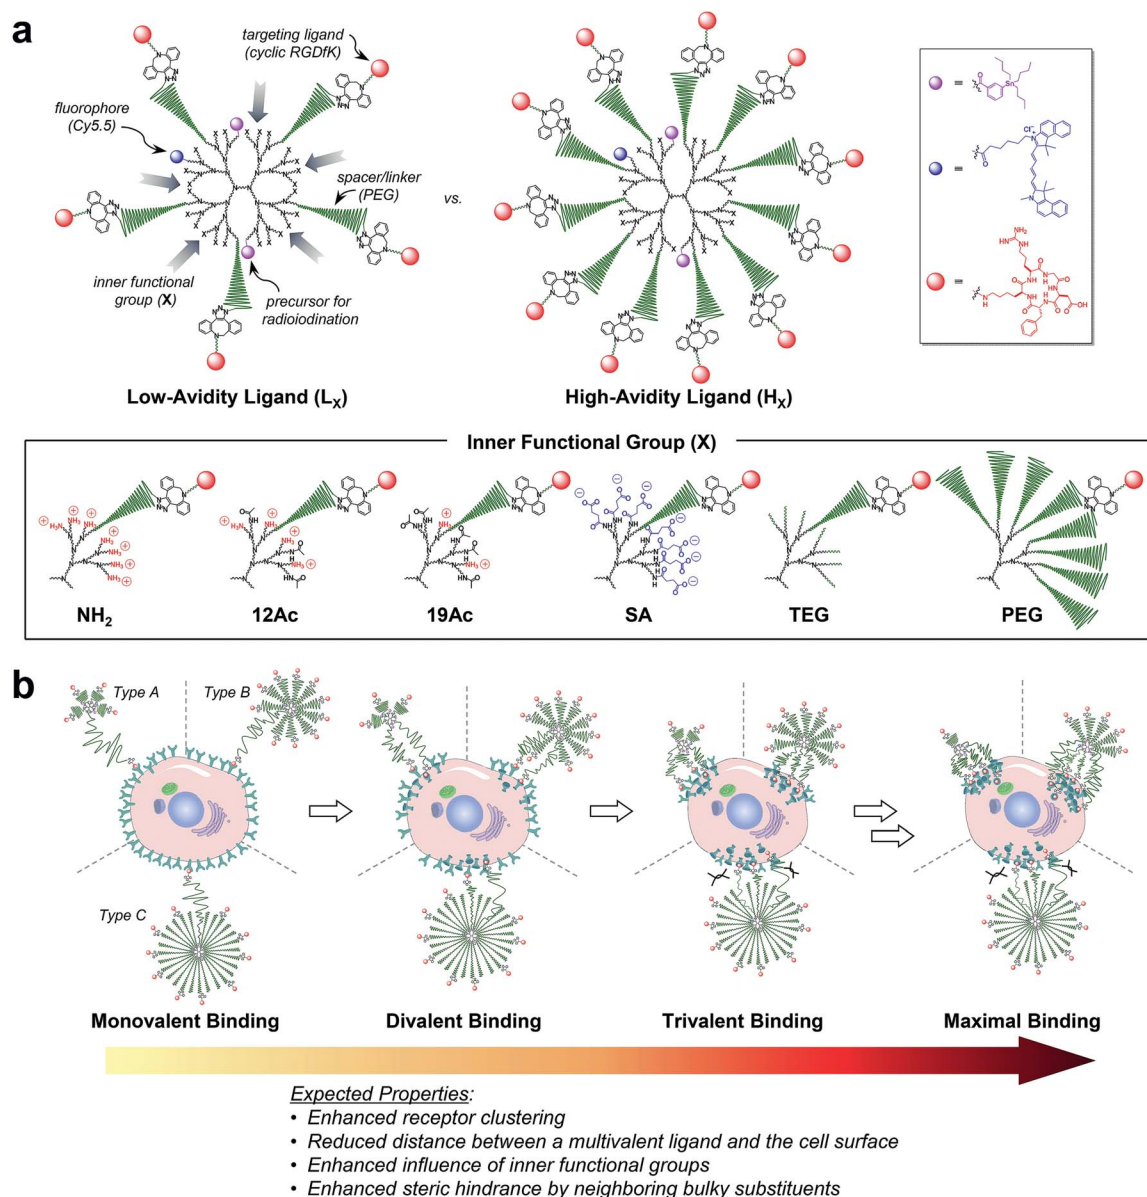 a
targeting ligand
(cyclic RGDfK)
fluorophore
(Cy5.5)
spacer/linker
(PEG)
vs.
inner functional
group (X)
precursor for
radioiodination
Low-Avidity Ligand (LX)
High-Avidity Ligand (HX)
Inner Functional Group (X)
NH2
12Ac
19Ac
SA
TEG
PEG
b
Type A
Type B
Type C
Monovalent Binding
Divalent Binding
Trivalent Binding
Maximal Binding
Expected Properties:
• Enhanced receptor clustering
• Reduced distance between a multivalent ligand and the cell surface
• Enhanced influence of inner functional groups
• Enhanced steric hindrance by neighboring bulky substituents